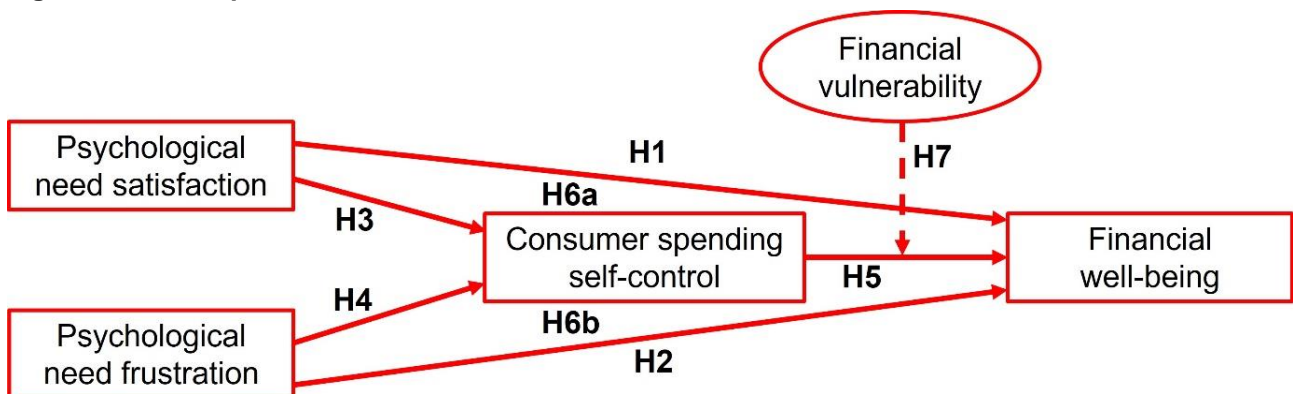 Financial
vulnerability
Psychological
need satisfaction
H1
H7
H6a
H3
Consumer spending
self-control
Financial
well-being
H5
H4
H6b
Psychological
need frustration
H2